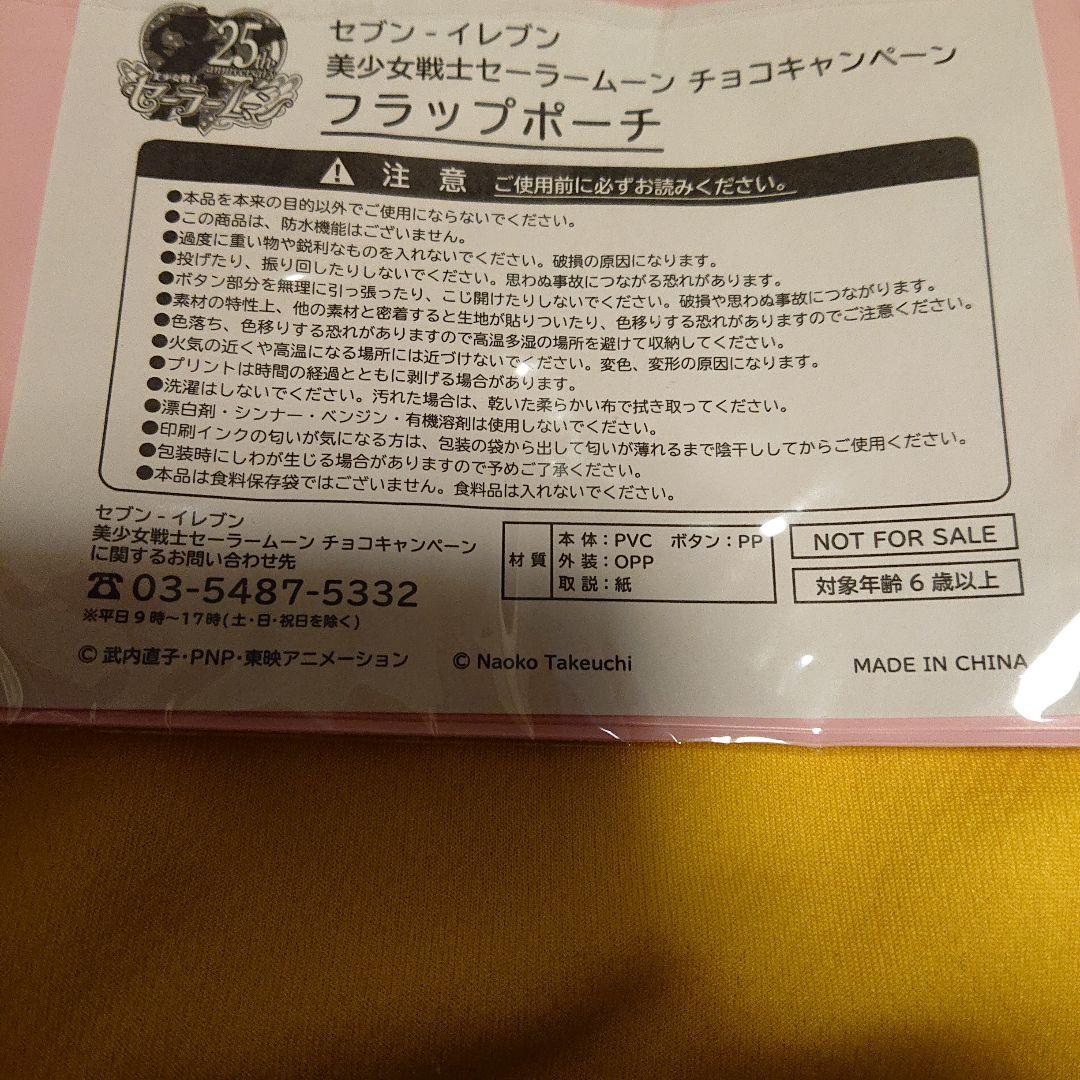 25th
anniversary
美少女戦士
セーラームーン
セブン-イレブン
美少女戦士セーラームーン チョコキャンペーン
フラップポーチ
注意 ご使用前に必ずお読みください。
●本品を本来の目的以外でご使用にならないでください。
●この商品は、防水機能はございません。
●過度に重い物や鋭利なものを入れないでください。破損の原因になります。
●投げたり、振り回したりしないでください。思わぬ事故につながる恐れがあります。
●ボタン部分を無理に引っ張ったり、こじ開けたりしないでください。破損や思わぬ事故につながります。
●素材の特性上、他の素材と密着すると生地が貼りついたり、色移りする恐れがありますのでご注意ください。
●色落ち、色移りする恐れがありますので高温多湿の場所を避けて収納してください。
●火気の近くや高温になる場所には近づけないでください。変色、変形の原因になります。
●プリントは時間の経過とともに剥げる場合があります。
●洗濯はしないでください。汚れた場合は、乾いた柔らかい布で拭き取ってください。
●漂白剤・シンナー・ベンジン・有機溶剤は使用しないでください。
●印刷インクの匂いが気になる方は、包装の袋から出して匂いが薄れるまで陰干ししてからご使用ください。
●包装時にしわが生じる場合がありますので予めご了承ください。
●本品は食料保存袋ではございません。食料品は入れないでください。
セブン-イレブン
美少女戦士セーラームーン チョコキャンペーン
に関するお問い合わせ先
☎03-5487-5332
※平日9時～17時(土・日・祝日を除く)
材質
本体：PVC ボタン：PP
外装：OPP
取説：紙
NOT FOR SALE
対象年齢6歳以上
© 武内直子・PNP・東映アニメーション
© Naoko Takeuchi
MADE IN CHINA